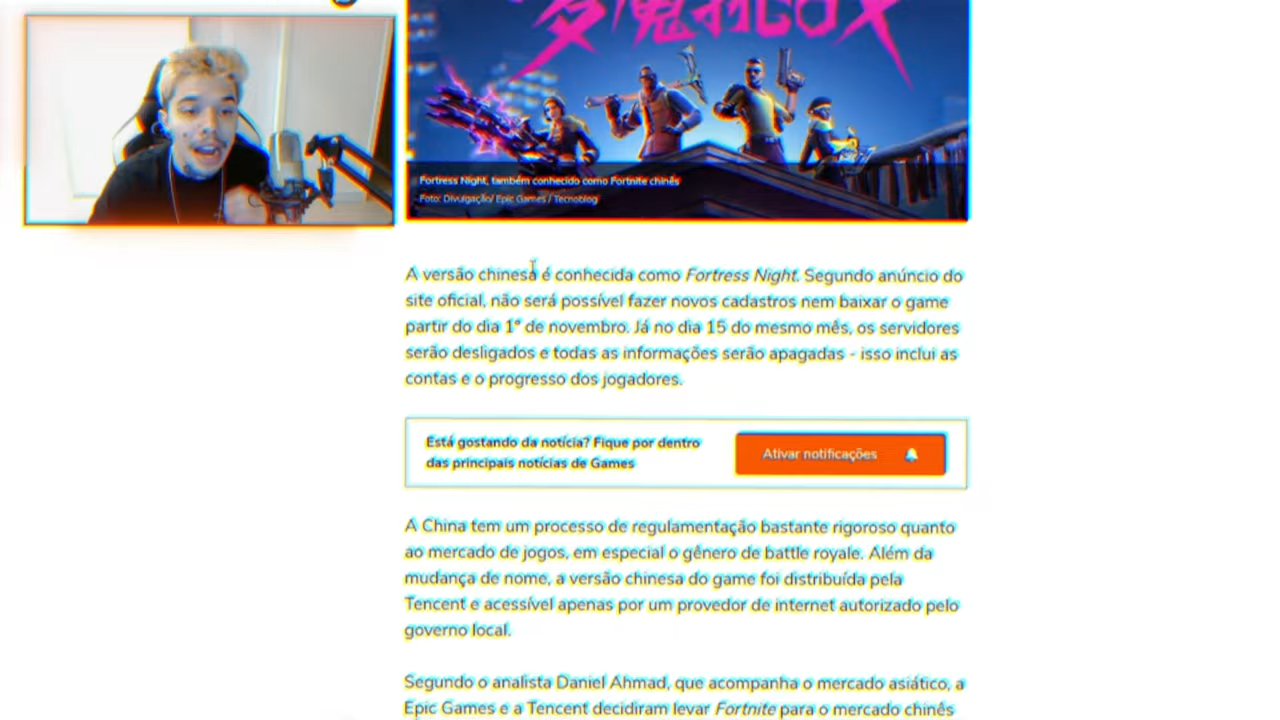 Fortress Night, também conhecido como Fortnite chinês
Foto: Divulgação/ Epic Games / Tecnoblog
A versão chinesa é conhecida como Fortress Night. Segundo anúncio do
site oficial, não será possível fazer novos cadastros nem baixar o game
partir do dia 1° de novembro. Já no dia 15 do mesmo mês, os servidores
serão desligados e todas as informações serão apagadas - isso inclui as
contas e o progresso dos jogadores.
Está gostando da notícia? Fique por dentro
das principais notícias de Games
Ativar notificações
A China tem um processo de regulamentação bastante rigoroso quanto
ao mercado de jogos, em especial o gênero de battle royale. Além da
mudança de nome, a versão chinesa do game foi distribuída pela
Tencent e acessível apenas por um provedor de internet autorizado pelo
governo local.
Segundo o analista Daniel Ahmad, que acompanha o mercado asiático, a
Epic Games e a Tencent decidiram levar Fortnite para o mercado chinês